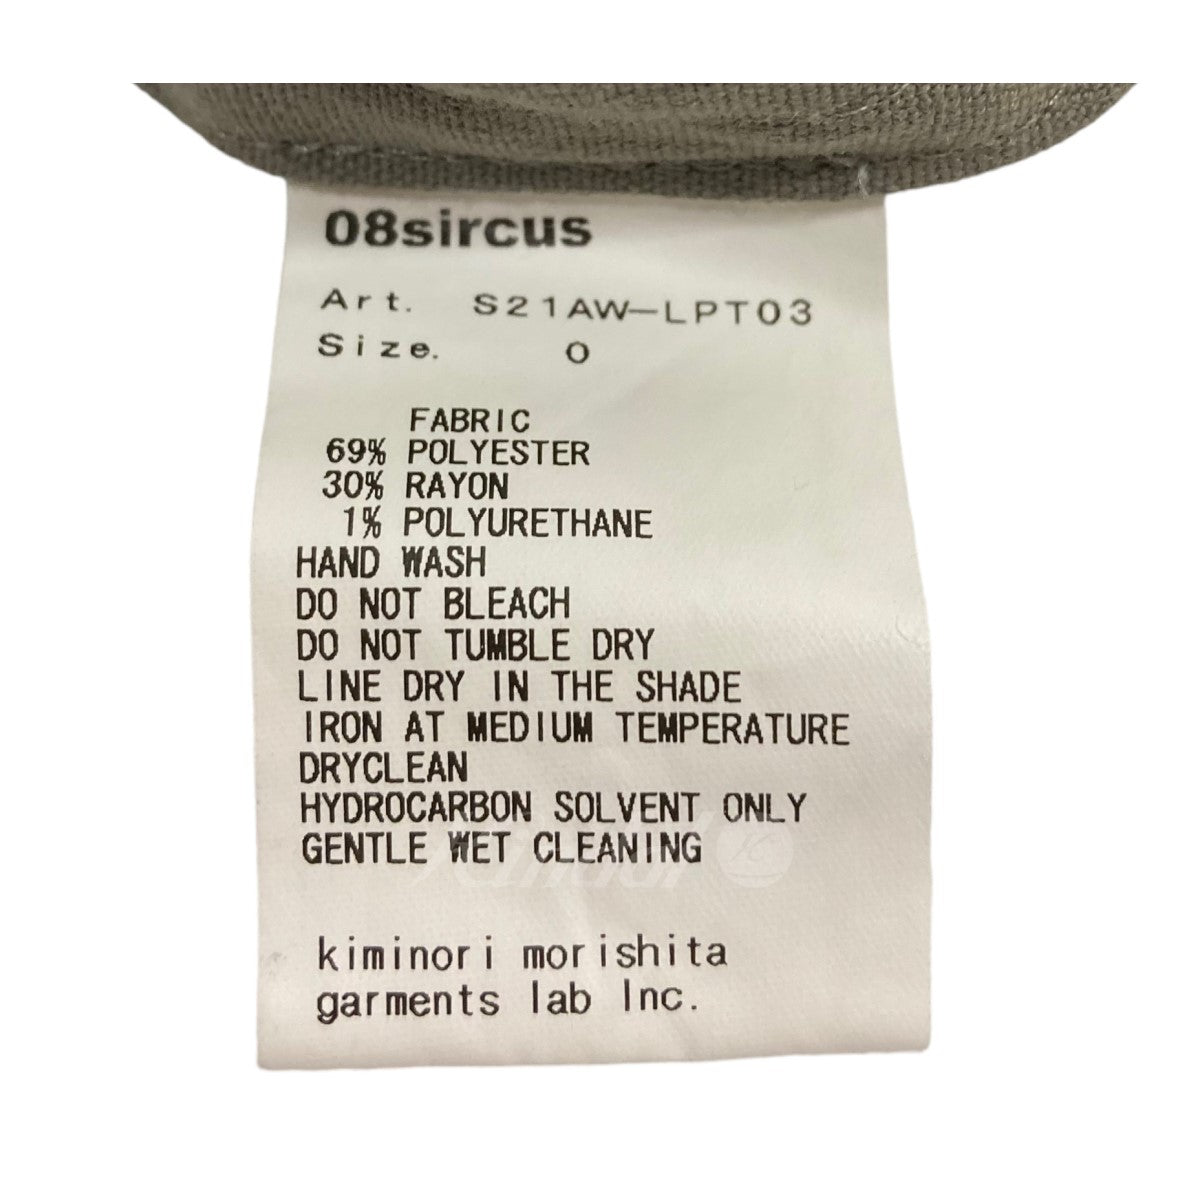 08sircus
Art. S21AW-LPT03
Size. 0
FABRIC
69% POLYESTER
30% RAYON
1% POLYURETHANE
HAND WASH
DO NOT BLEACH
DO NOT TUMBLE DRY
LINE DRY IN THE SHADE
IRON AT MEDIUM TEMPERATURE
DRYCLEAN
HYDROCARBON SOLVENT ONLY
GENTLE WET CLEANING
kiminori morishita
garments lab Inc.